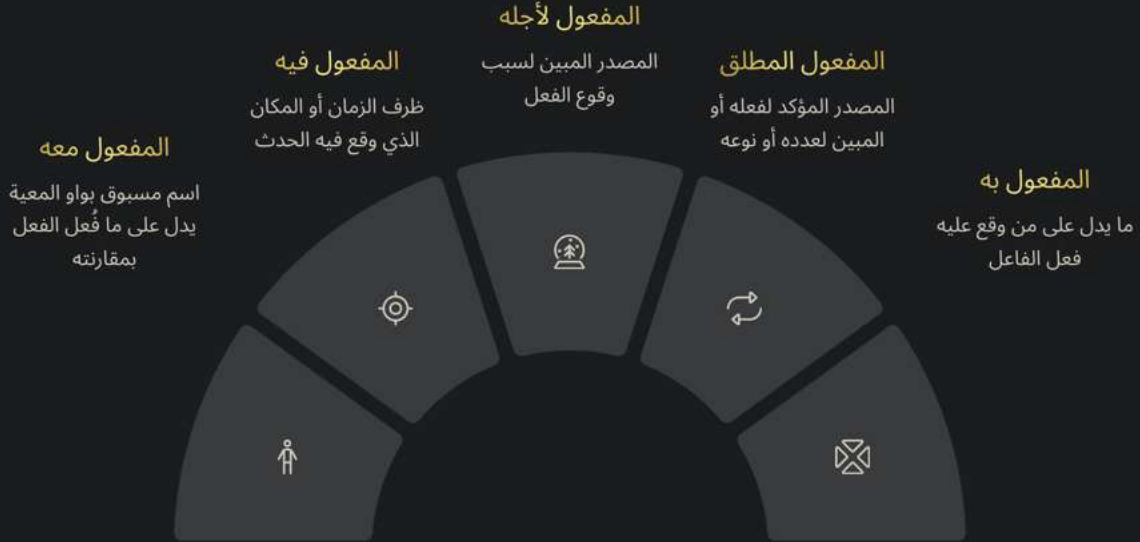 المفعول به
ما يدل على من وقع عليه
فعل الفاعل
المفعول المطلق
المصدر المؤكد لفعله أو
المبين لعدده أو نوعه
المفعول لأجله
المصدر المبين لسبب
وقوع الفعل
المفعول فيه
ظرف الزمان أو المكان
الذي وقع فيه الحدث
المفعول معه
اسم مسبوق بواو المعية
يدل على ما فُعل الفعل
بمقارنته